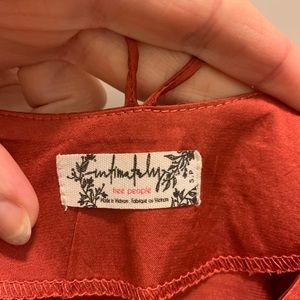 intimately
free people
Made in Vietnam. Fabriqué au Vietnam
S P